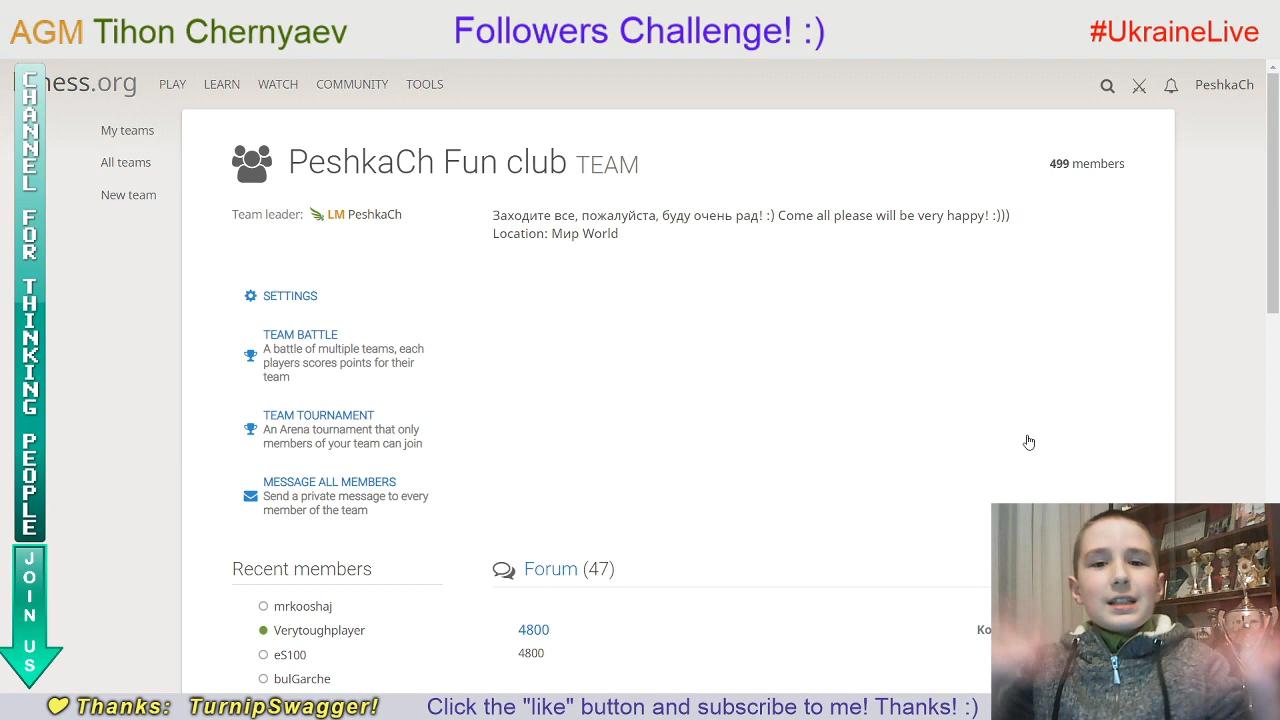 AGM Tihon Chernyaev
Followers Challenge! :)
#UkraineLive
ness.org
PLAY LEARN WATCH COMMUNITY TOOLS
PeshkaCh
CHANNEL FOR THINKING PEOPLE
JOIN US
My teams
All teams
New team
PeshkaCh Fun club TEAM
499 members
Team leader: LM PeshkaCh
Заходите все, пожалуйста, буду очень рад! :) Come all please will be very happy! :)))
Location: Мир World
SETTINGS
TEAM BATTLE
A battle of multiple teams, each
players scores points for their
team
TEAM TOURNAMENT
An Arena tournament that only
members of your team can join
MESSAGE ALL MEMBERS
Send a private message to every
member of the team
Recent members
mrkooshaj
Verytoughplayer
eS100
bulGarche
Forum (47)
4800
Ko
4800
Thanks: TurnipSwagger!
Click the "like" button and subscribe to me! Thanks! :)